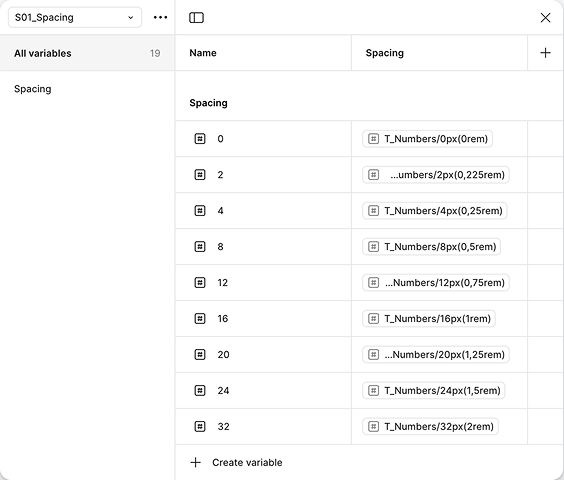 S01_Spacing
All variables 19
Spacing
Name Spacing
Spacing
0 T_Numbers/0px(0rem)
2 ...umbers/2px(0,225rem)
4 T_Numbers/4px(0,25rem)
8 T_Numbers/8px(0,5rem)
12 ...Numbers/12px(0,75rem)
16 T_Numbers/16px(1rem)
20 ...Numbers/20px(1,25rem)
24 T_Numbers/24px(1,5rem)
32 T_Numbers/32px(2rem)
Create variable